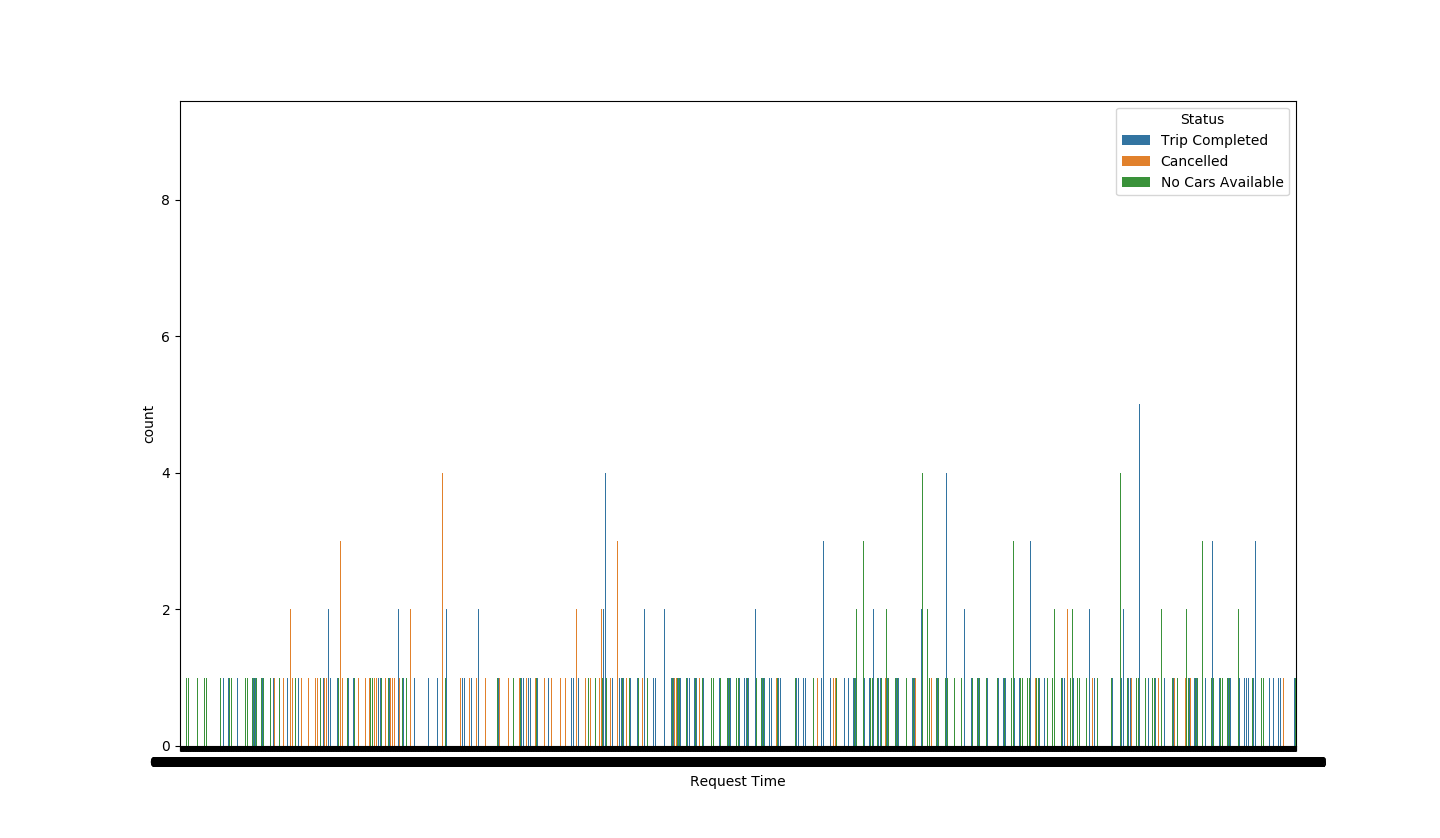 Status
Trip Completed
Cancelled
No Cars Available
8
6
4
2
0
count
Request Time